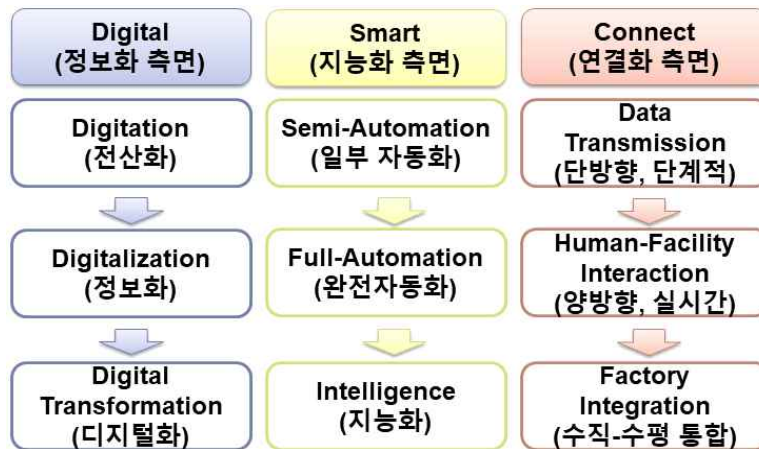 Digital
(정보화 측면)
Smart
(지능화 측면)
Connect
(연결화 측면)
Digitation
(전산화)
Semi-Automation
(일부 자동화)
Data
Transmission
(단방향, 단계적)
Digitalization
(정보화)
Full-Automation
(완전자동화)
Human-Facility
Interaction
(양방향, 실시간)
Digital
Transformation
(디지털화)
Intelligence
(지능화)
Factory
Integration
(수직-수평 통합)